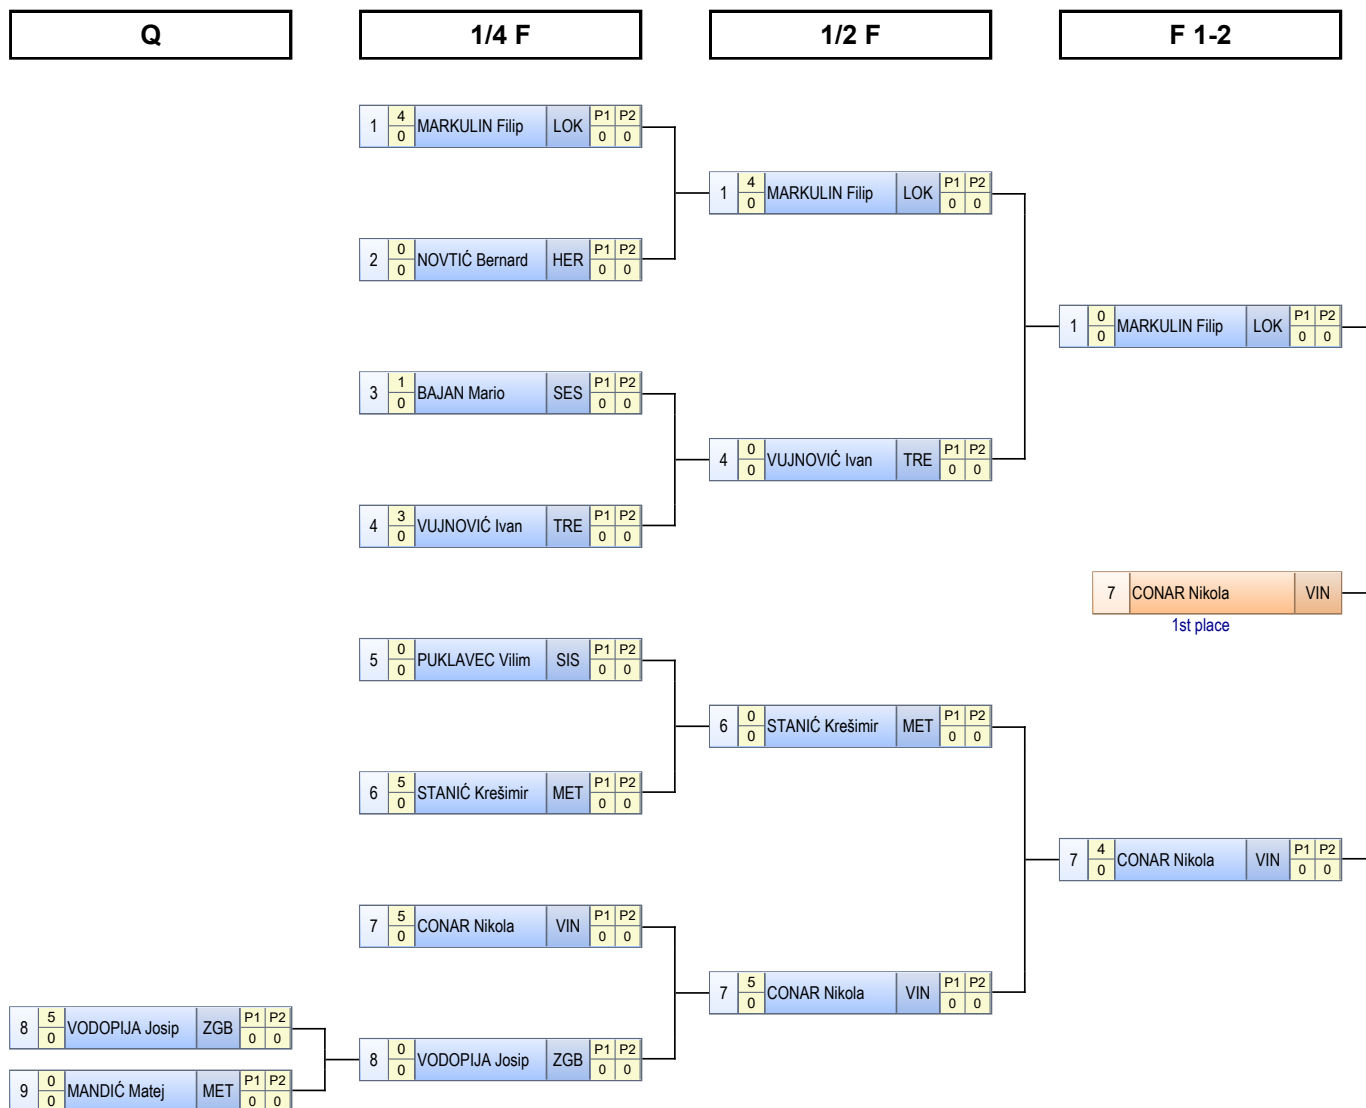 Q 1/4 F 1/2 F F 1-2
1 4 0 MARKULIN Filip LOK P1 P2 0 0
1 4 0 MARKULIN Filip LOK P1 P2 0 0
2 0 0 NOVTIĆ Bernard HER P1 P2 0 0
1 0 0 MARKULIN Filip LOK P1 P2 0 0
3 1 0 BAJAN Mario SES P1 P2 0 0
4 0 0 VUJNOVIĆ Ivan TRE P1 P2 0 0
4 3 0 VUJNOVIĆ Ivan TRE P1 P2 0 0
7 CONAR Nikola VIN
1st place
5 0 0 PUKLAVEC Vilim SIS P1 P2 0 0
6 0 0 STANIĆ Krešimir MET P1 P2 0 0
6 5 0 STANIĆ Krešimir MET P1 P2 0 0
7 4 0 CONAR Nikola VIN P1 P2 0 0
7 5 0 CONAR Nikola VIN P1 P2 0 0
7 5 0 CONAR Nikola VIN P1 P2 0 0
8 5 0 VODOPIJA Josip ZGB P1 P2 0 0
8 0 0 VODOPIJA Josip ZGB P1 P2 0 0
9 0 0 MANDIĆ Matej MET P1 P2 0 0